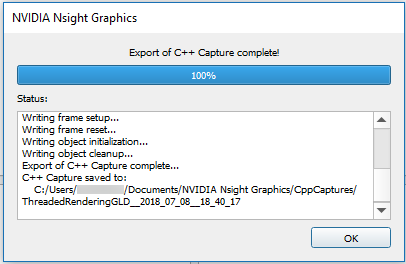 NVIDIA Nsight Graphics
Export of C++ Capture complete!
100%
Status:
Writing frame setup...
Writing frame reset...
Writing object initialization...
Writing object cleanup...
Export of C++ Capture complete...
C++ Capture saved to:
C:/Users/ /Documents/NVIDIA Nsight Graphics/CppCaptures/
ThreadedRenderingGLD__2018_07_08__18_40_17
OK